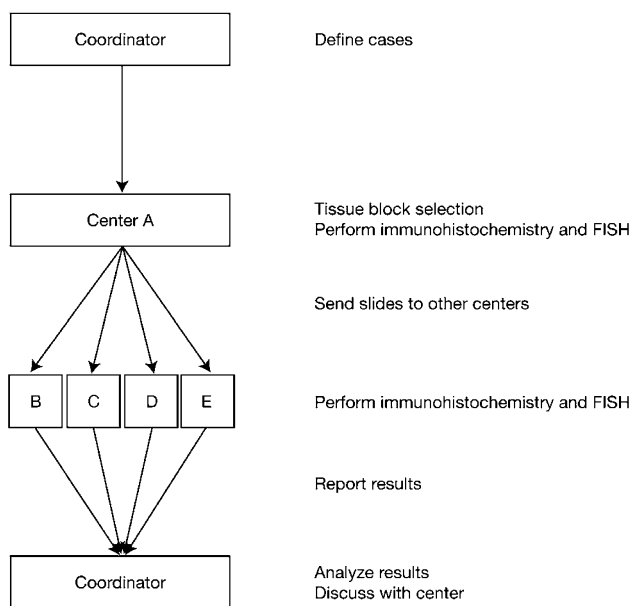 Coordinator
Define cases
Center A
Tissue block selection
Perform immunohistochemistry and FISH
Send slides to other centers
B C D E
Perform immunohistochemistry and FISH
Report results
Coordinator
Analyze results
Discuss with center